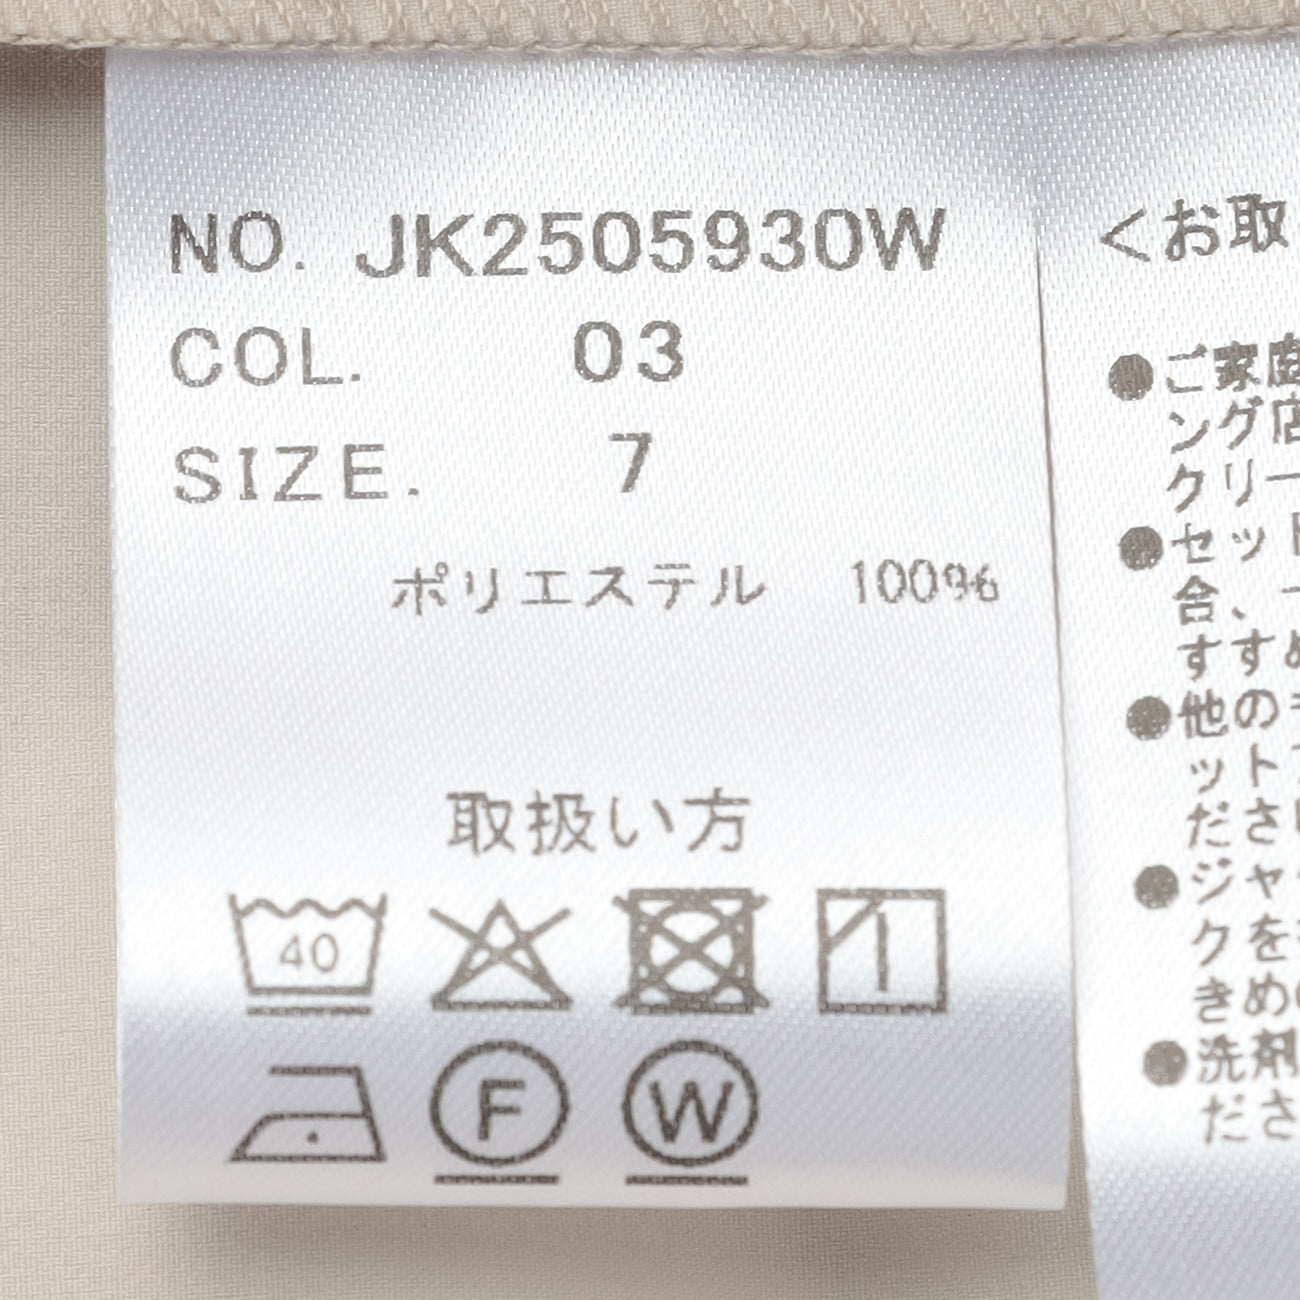 NO. JK2505930W
COL. 03
SIZE. 7
ポリエステル 100%
取扱い方
40
F W
<お取
●ご家庭
ング店
クリー
●セット
合、
すすめ
●他の
ット
ださい
●ジャ
クを
きめ
●洗剤
ださ